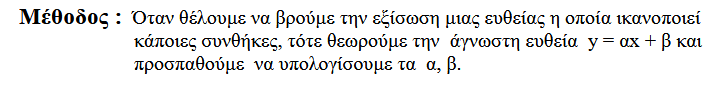 Μέθοδος : Όταν θέλουμε να βρούμε την εξίσωση μιας ευθείας η οποία ικανοποιεί
κάποιες συνθήκες, τότε θεωρούμε την άγνωστη ευθεία y = αx + β και
προσπαθούμε να υπολογίσουμε τα α, β.